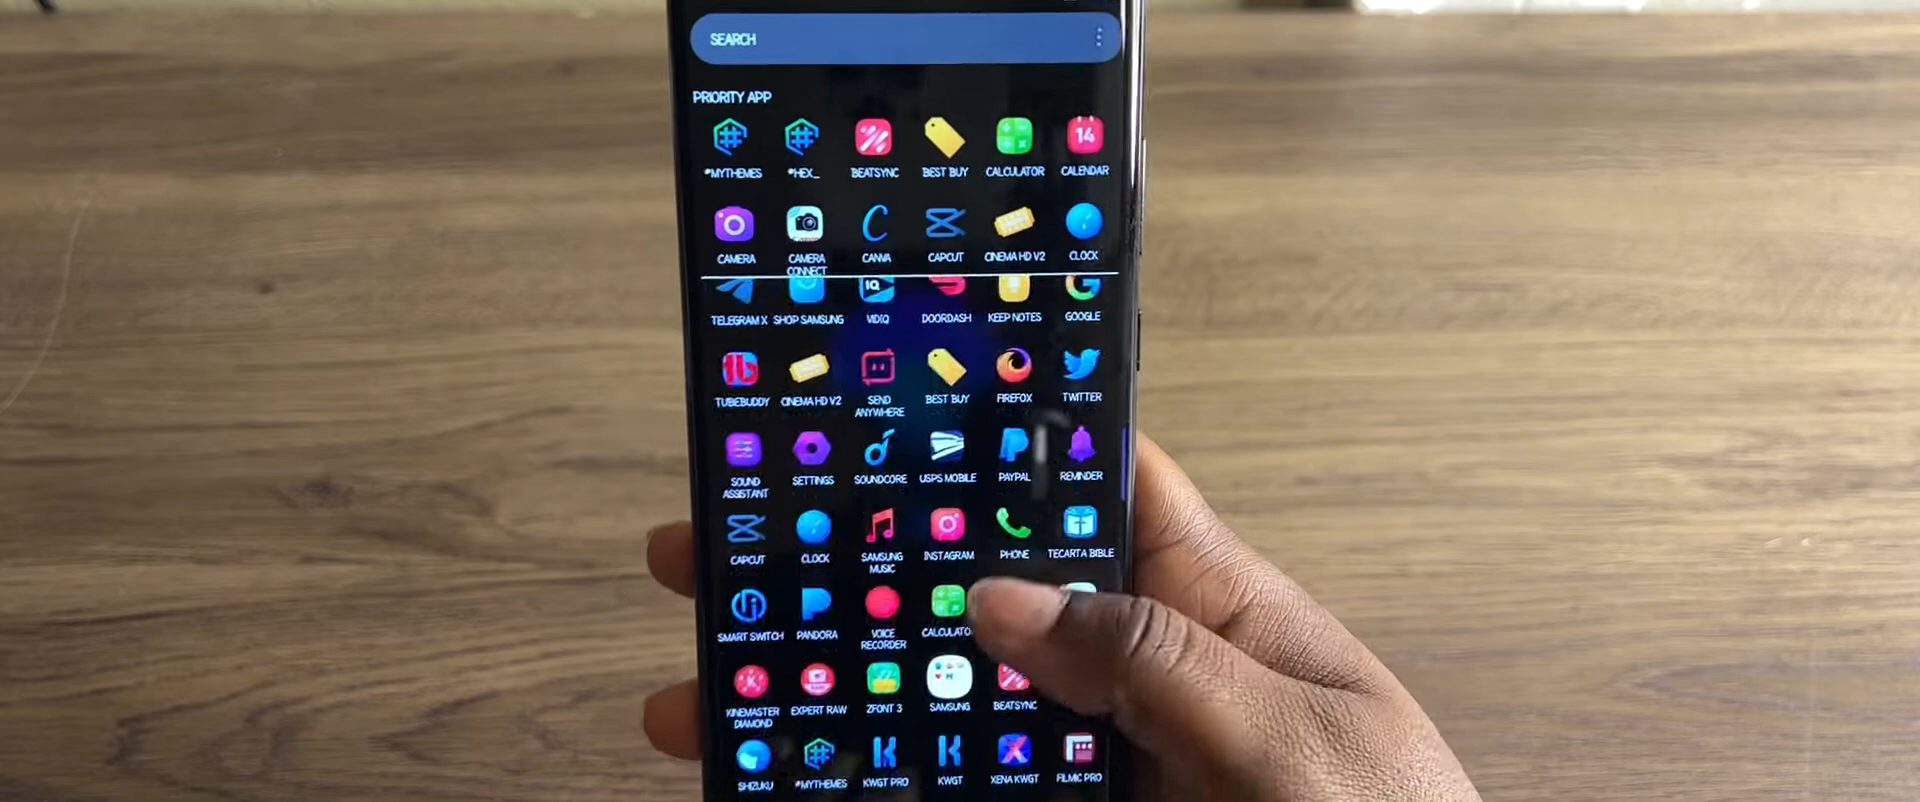 SEARCH
PRIORITY APP
*MYTHEMES *HEX_ BEATSYNC BEST BUY CALCULATOR CALENDAR
14
CAMERA CAMERA CONNECT CANVA CAPCUT CINEMA HD V2 CLOCK
IQ
TELEGRAM X SHOP SAMSUNG VIDIQ DOORDASH KEEP NOTES GOOGLE
TUBEBUDDY CINEMA HD V2 SEND ANYWHERE BEST BUY FIREFOX TWITTER
SOUND ASSISTANT SETTINGS SOUNDCORE USPS MOBILE PAYPAL REMINDER
CAPCUT CLOCK SAMSUNG MUSIC INSTAGRAM PHONE TECARTA BIBLE
SMART SWITCH PANDORA VOICE RECORDER CALCULATO
KINEMASTER DIAMOND EXPERT RAW ZFONT 3 SAMSUNG BEATSYNC
SHIZUKU *MYTHEMES KWGT PRO KWGT XENA KWGT FILMIC PRO